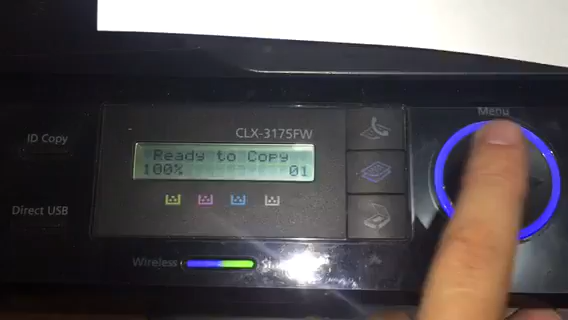 Menu
CLX-3175FW
ID Copy
Ready to Copy
100% 01
Direct USB
Wireless